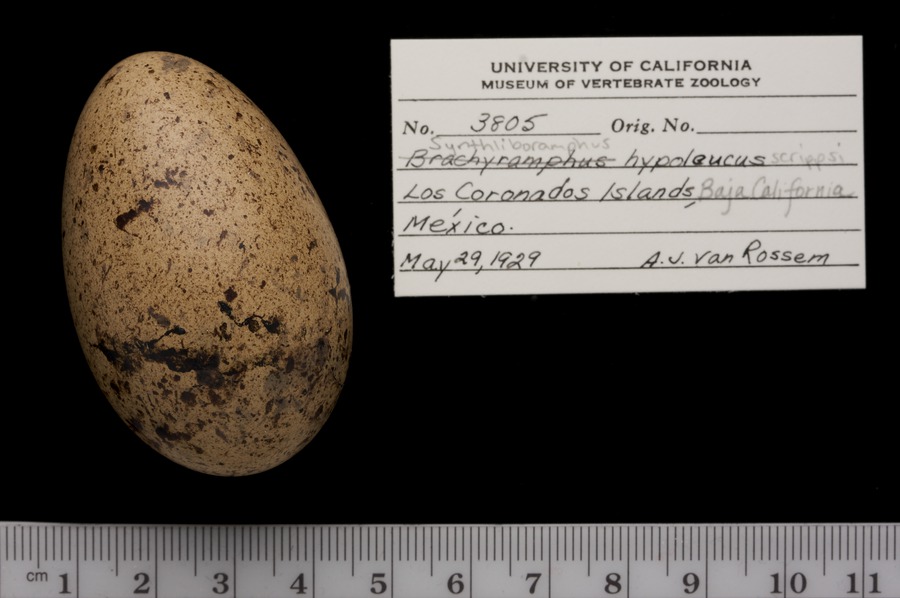 UNIVERSITY OF CALIFORNIA
MUSEUM OF VERTEBRATE ZOOLOGY
No. 3805 Orig. No.
Synthliboramphus
Brachyramphus hypoleucus scrippsi
Los Coronados Islands, Baja California
México.
May 29, 1929 A.J. van Rossem
cm 1 2 3 4 5 6 7 8 9 10 11